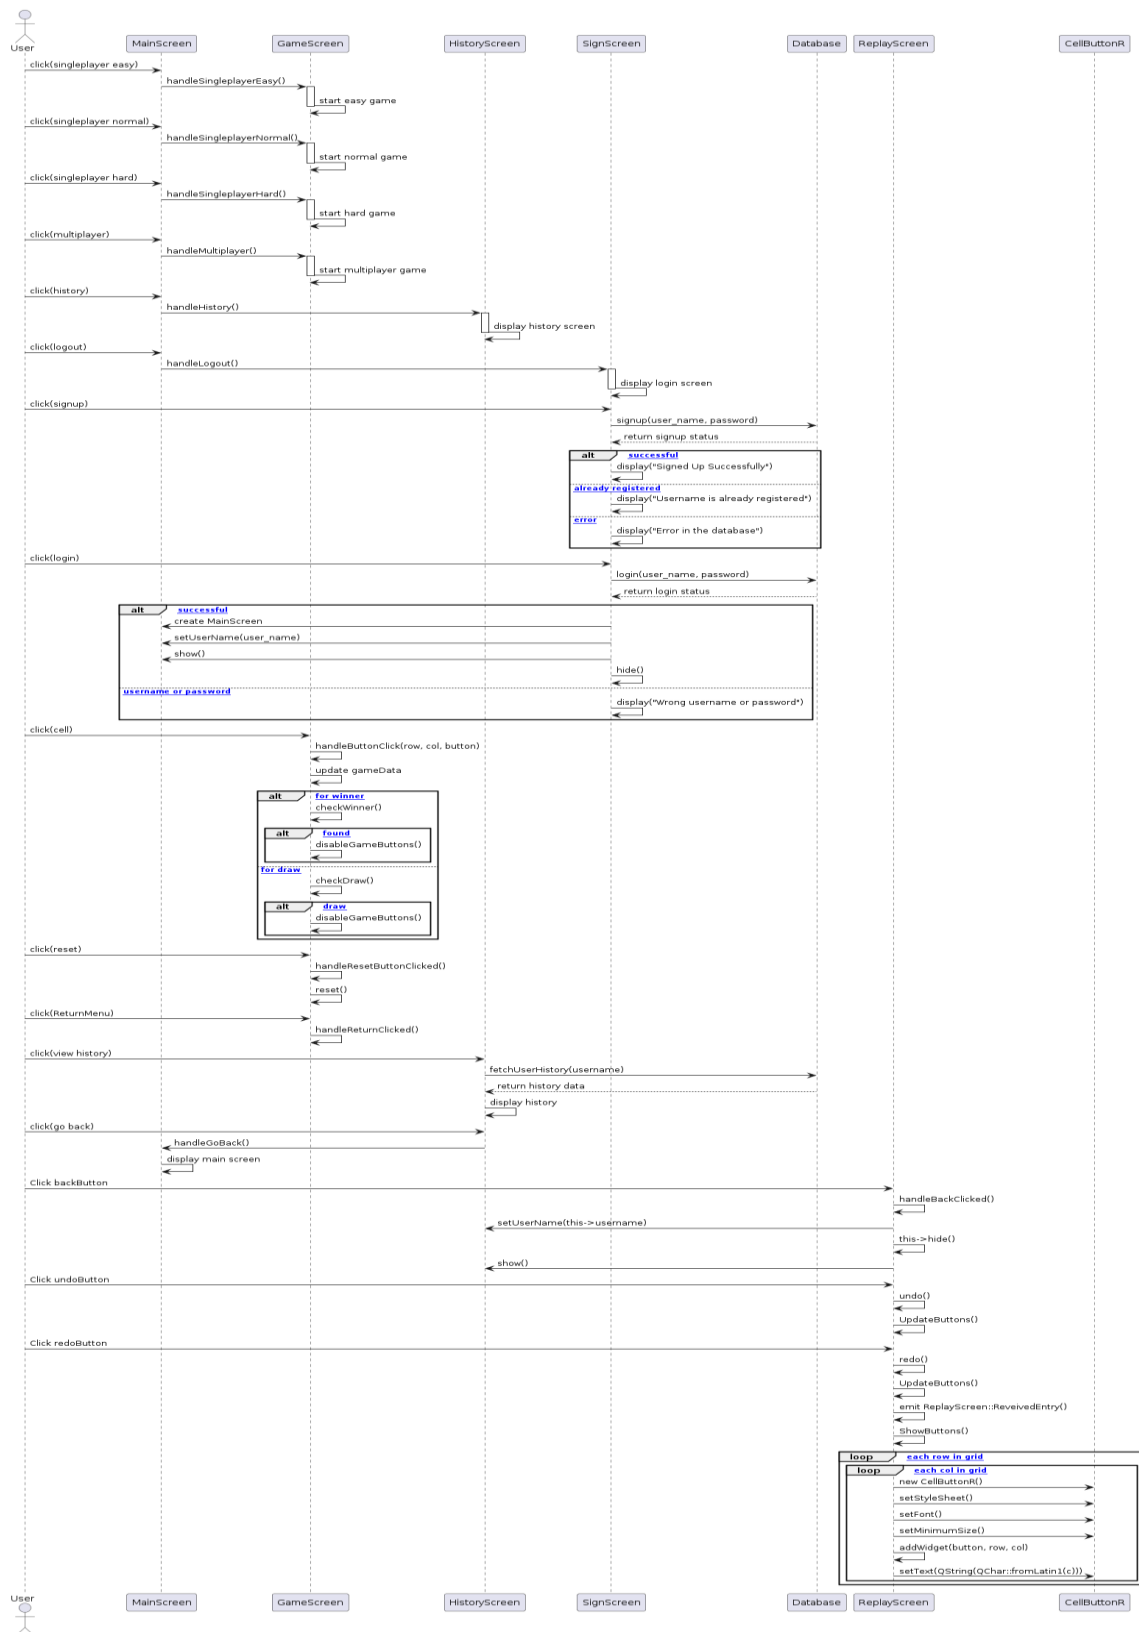 User
MainScreen
GameScreen
HistoryScreen
SignScreen
Database
ReplayScreen
CellButtonR
click(singleplayer easy)
handleSingleplayerEasy()
start easy game
click(singleplayer normal)
handleSingleplayerNormal()
start normal game
click(singleplayer hard)
handleSingleplayerHard()
start hard game
click(multiplayer)
handleMultiplayer()
start multiplayer game
click(history)
handleHistory()
display history screen
click(logout)
handleLogout()
display login screen
click(signup)
signup(user_name, password)
return signup status
alt successful
display("Signed Up Successfully")
already registered
display("Username is already registered")
error
display("Error in the database")
click(login)
login(user_name, password)
return login status
alt successful
create MainScreen
setUserName(user_name)
show()
hide()
username or password
display("Wrong username or password")
click(cell)
handleButtonClick(row, col, button)
update gameData
alt for winner
checkWinner()
alt found
disableGameButtons()
for draw
checkDraw()
alt draw
disableGameButtons()
click(reset)
handleResetButtonClicked()
reset()
click(ReturnMenu)
handleReturnClicked()
click(view history)
fetchUserHistory(username)
return history data
display history
click(go back)
handleGoBack()
display main screen
Click backButton
handleBackClicked()
setUserName(this->username)
this->hide()
show()
Click undoButton
undo()
UpdateButtons()
Click redoButton
redo()
UpdateButtons()
emit ReplayScreen::ReveivedEntry()
ShowButtons()
loop each row in grid
loop each col in grid
new CellButtonR()
setStyleSheet()
setFont()
setMinimumSize()
addWidget(button, row, col)
setText(QString(QChar::fromLatin1(c)))
User
MainScreen
GameScreen
HistoryScreen
SignScreen
Database
ReplayScreen
CellButtonR